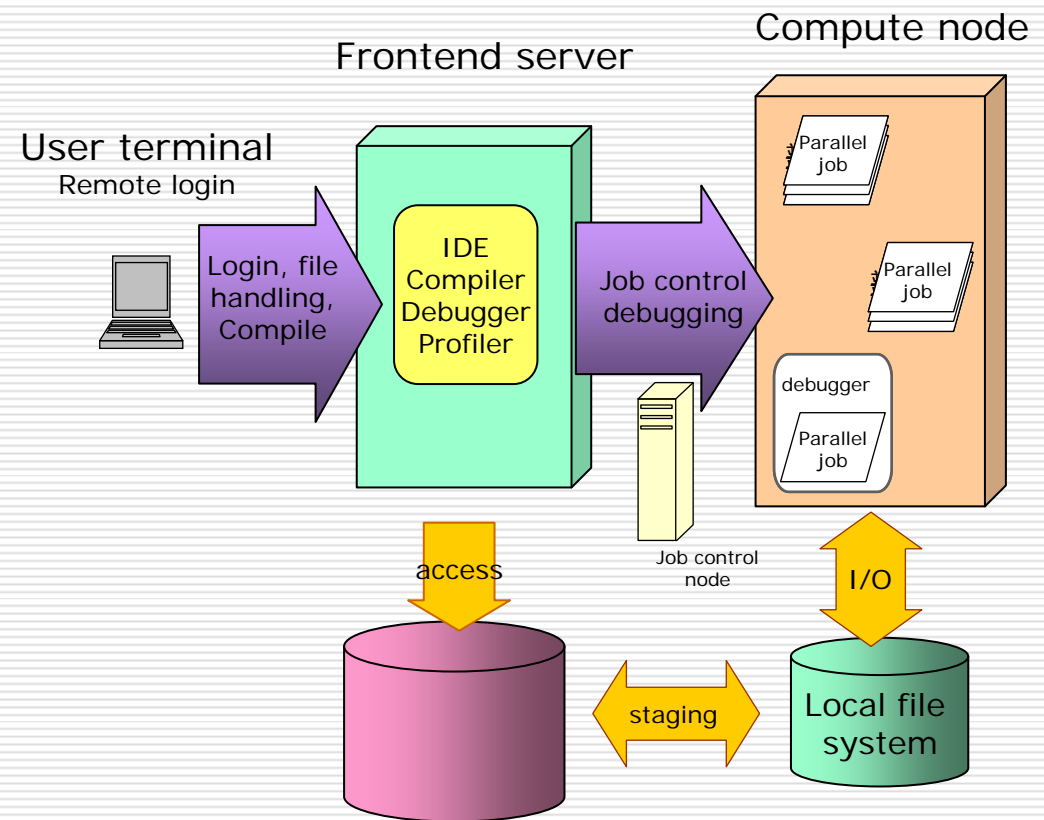 Compute node
Frontend server
User terminal
Remote login
Login, file
handling,
Compile
IDE
Compiler
Debugger
Profiler
Job control
debugging
Parallel
job
Parallel
job
debugger
Parallel
job
Job control
node
access
I/O
staging
Local file
system